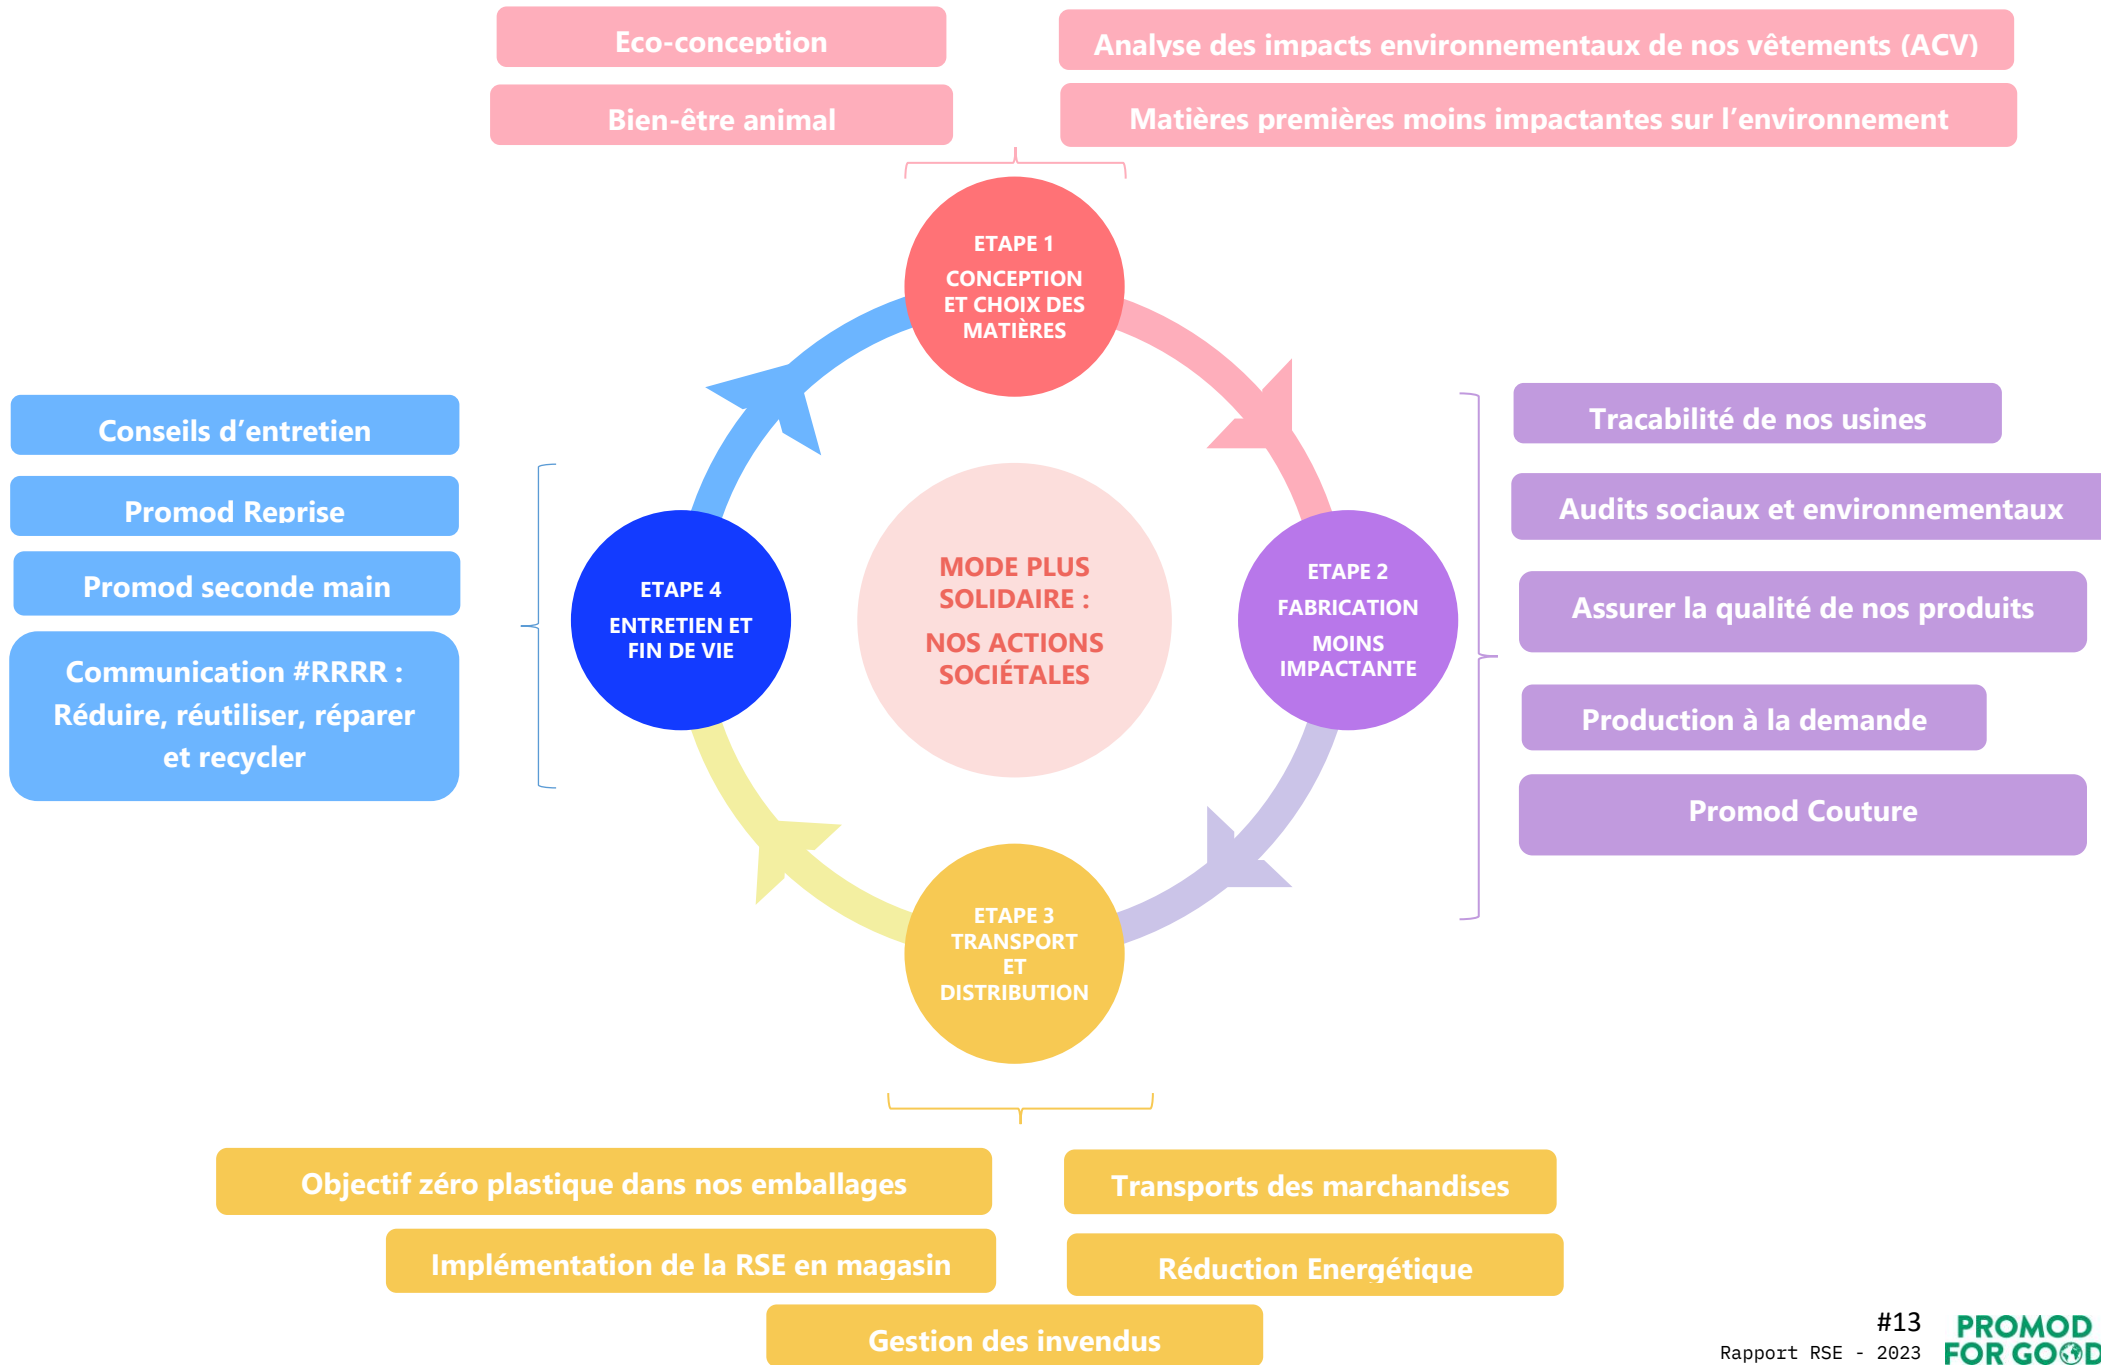 Eco-conception
Analyse des impacts environnementaux de nos vêtements (ACV)
Bien-être animal
Matières premières moins impactantes sur l'environnement
ETAPE 1
CONCEPTION
ET CHOIX DES
MATIÈRES
Conseils d'entretien
Promod Reprise
Promod seconde main
Communication #RRRR :
Réduire, réutiliser, réparer
et recycler
ETAPE 4
ENTRETIEN ET
FIN DE VIE
MODE PLUS
SOLIDAIRE :
NOS ACTIONS
SOCIÉTALES
ETAPE 2
FABRICATION
MOINS
IMPACTANTE
Tracabilité de nos usines
Audits sociaux et environnementaux
Assurer la qualité de nos produits
Production à la demande
Promod Couture
ETAPE 3
TRANSPORT
ET
DISTRIBUTION
Objectif zéro plastique dans nos emballages
Transports des marchandises
Implémentation de la RSE en magasin
Réduction Energétique
Gestion des invendus
#13
Rapport RSE - 2023
PROMOD
FOR GOOD